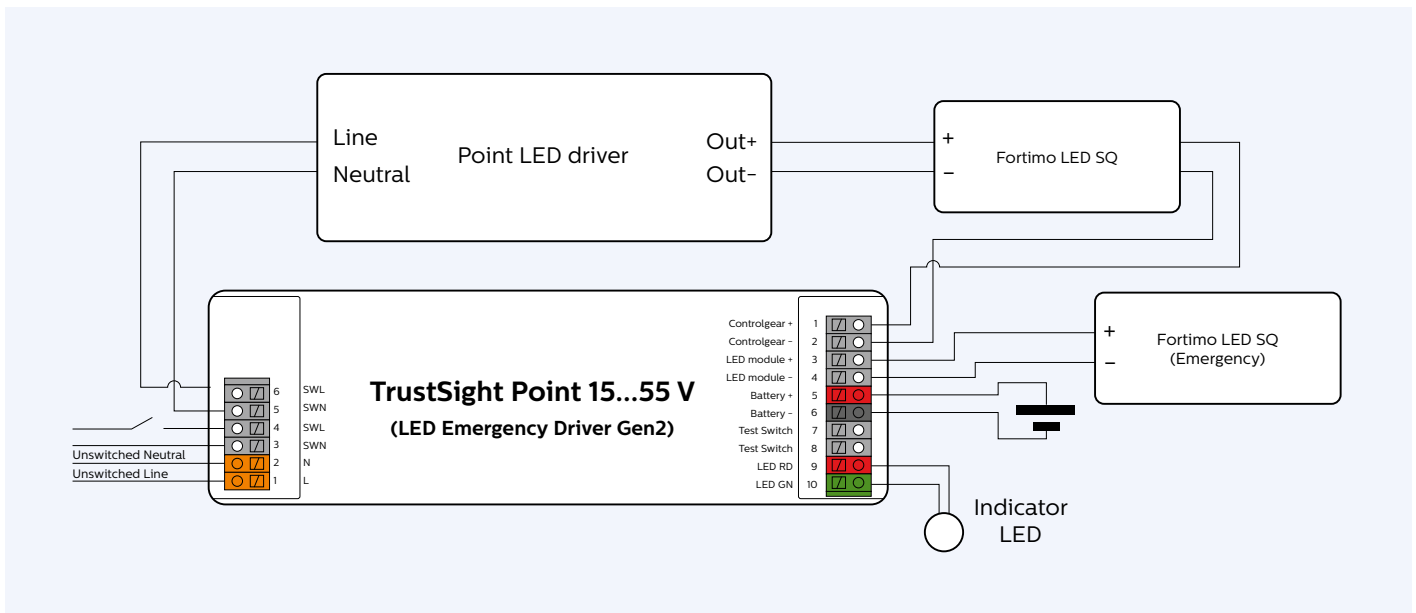 Line
Neutral
Point LED driver
Out+
Out-
+
-
Fortimo LED SQ
TrustSight Point 15...55 V
(LED Emergency Driver Gen2)
6 SWL
5 SWN
4 SWL
3 SWN
2 N
1 L
Unswitched Neutral
Unswitched Line
Controlgear + 1
Controlgear - 2
LED module + 3
LED module - 4
Battery + 5
Battery - 6
Test Switch 7
Test Switch 8
LED RD 9
LED GN 10
+
-
Fortimo LED SQ
(Emergency)
Indicator
LED